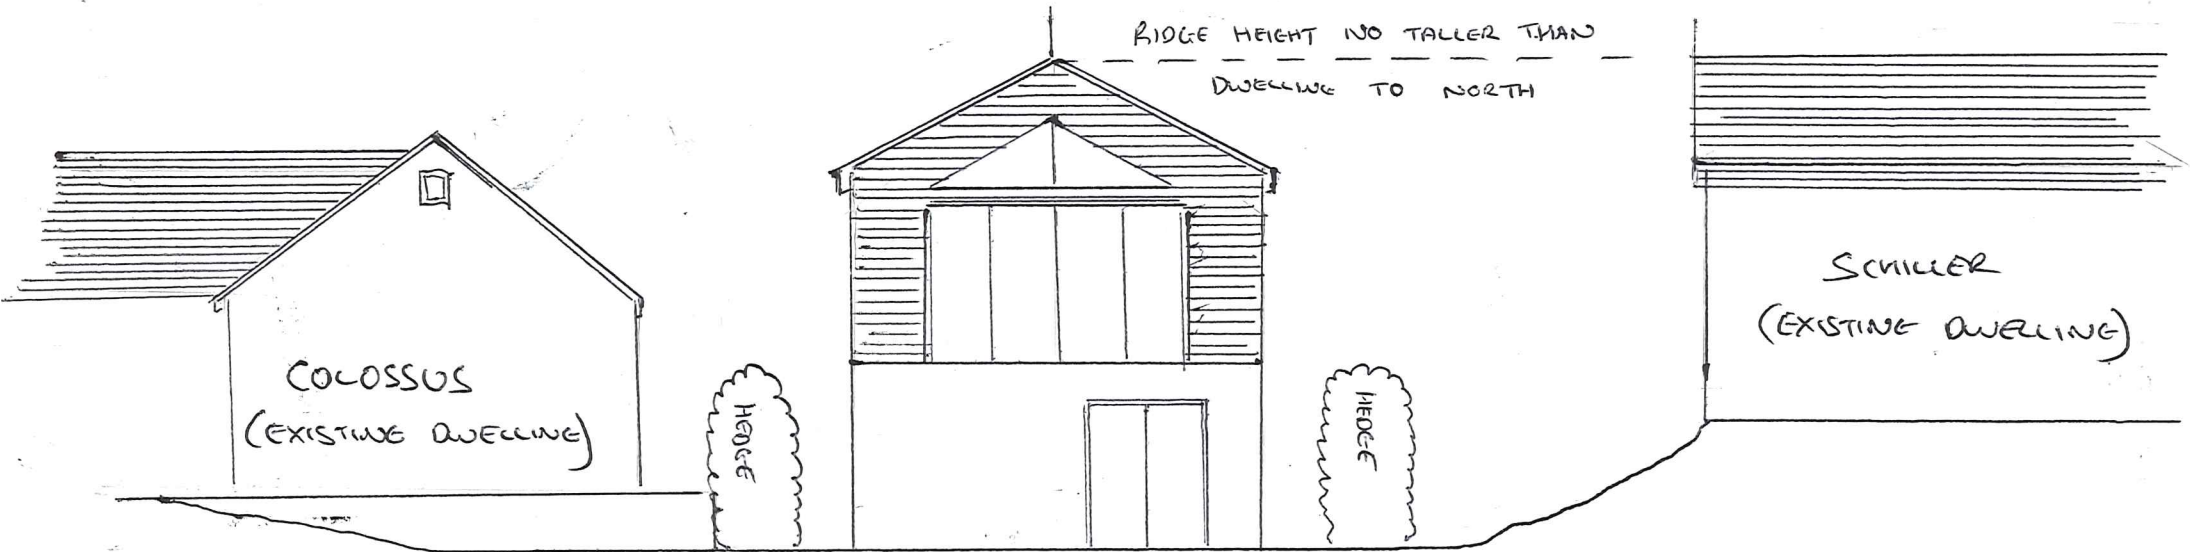 RIDGE HEIGHT NO TALLER THAN
DWELLING TO NORTH
SCHILLER
(EXISTING DWELLING)
COLOSSUS
(EXISTING DWELLING)
HEDGE
HEDGE